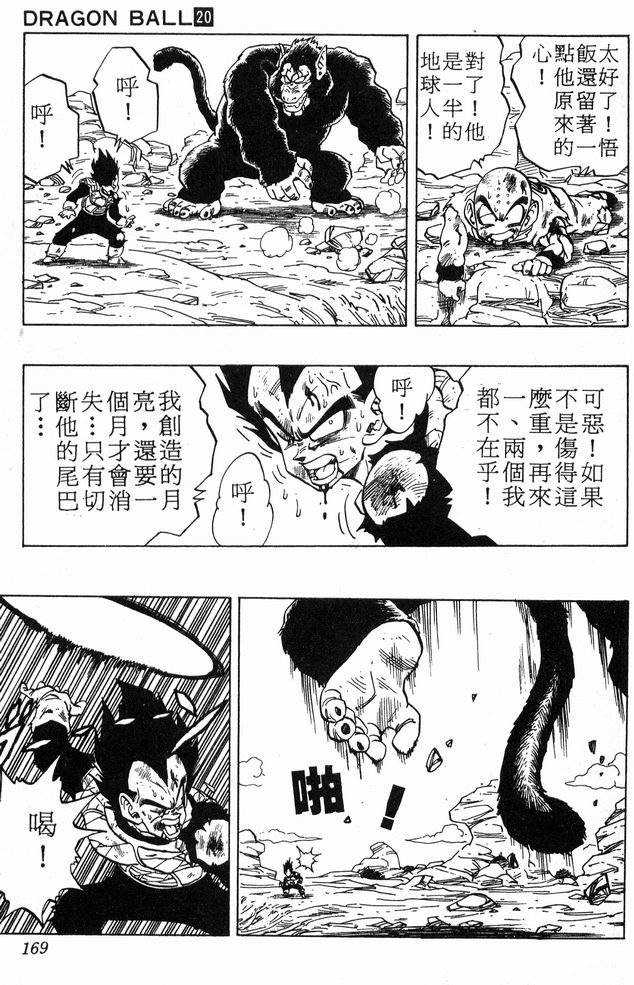 DRAGON BALL 20
太好了！悟
飯還留著一
點他原來的
心！
對了！他
是一半的
地球人！
呼！
呼！
可惡！如果
不是傷得這
麼重，再來
一、兩個我
都不在乎！
呼！
呼！
我創造的月
亮，還要一
個月才會消
失…只有切
斷他的尾巴
了…
啪！
喝！
169